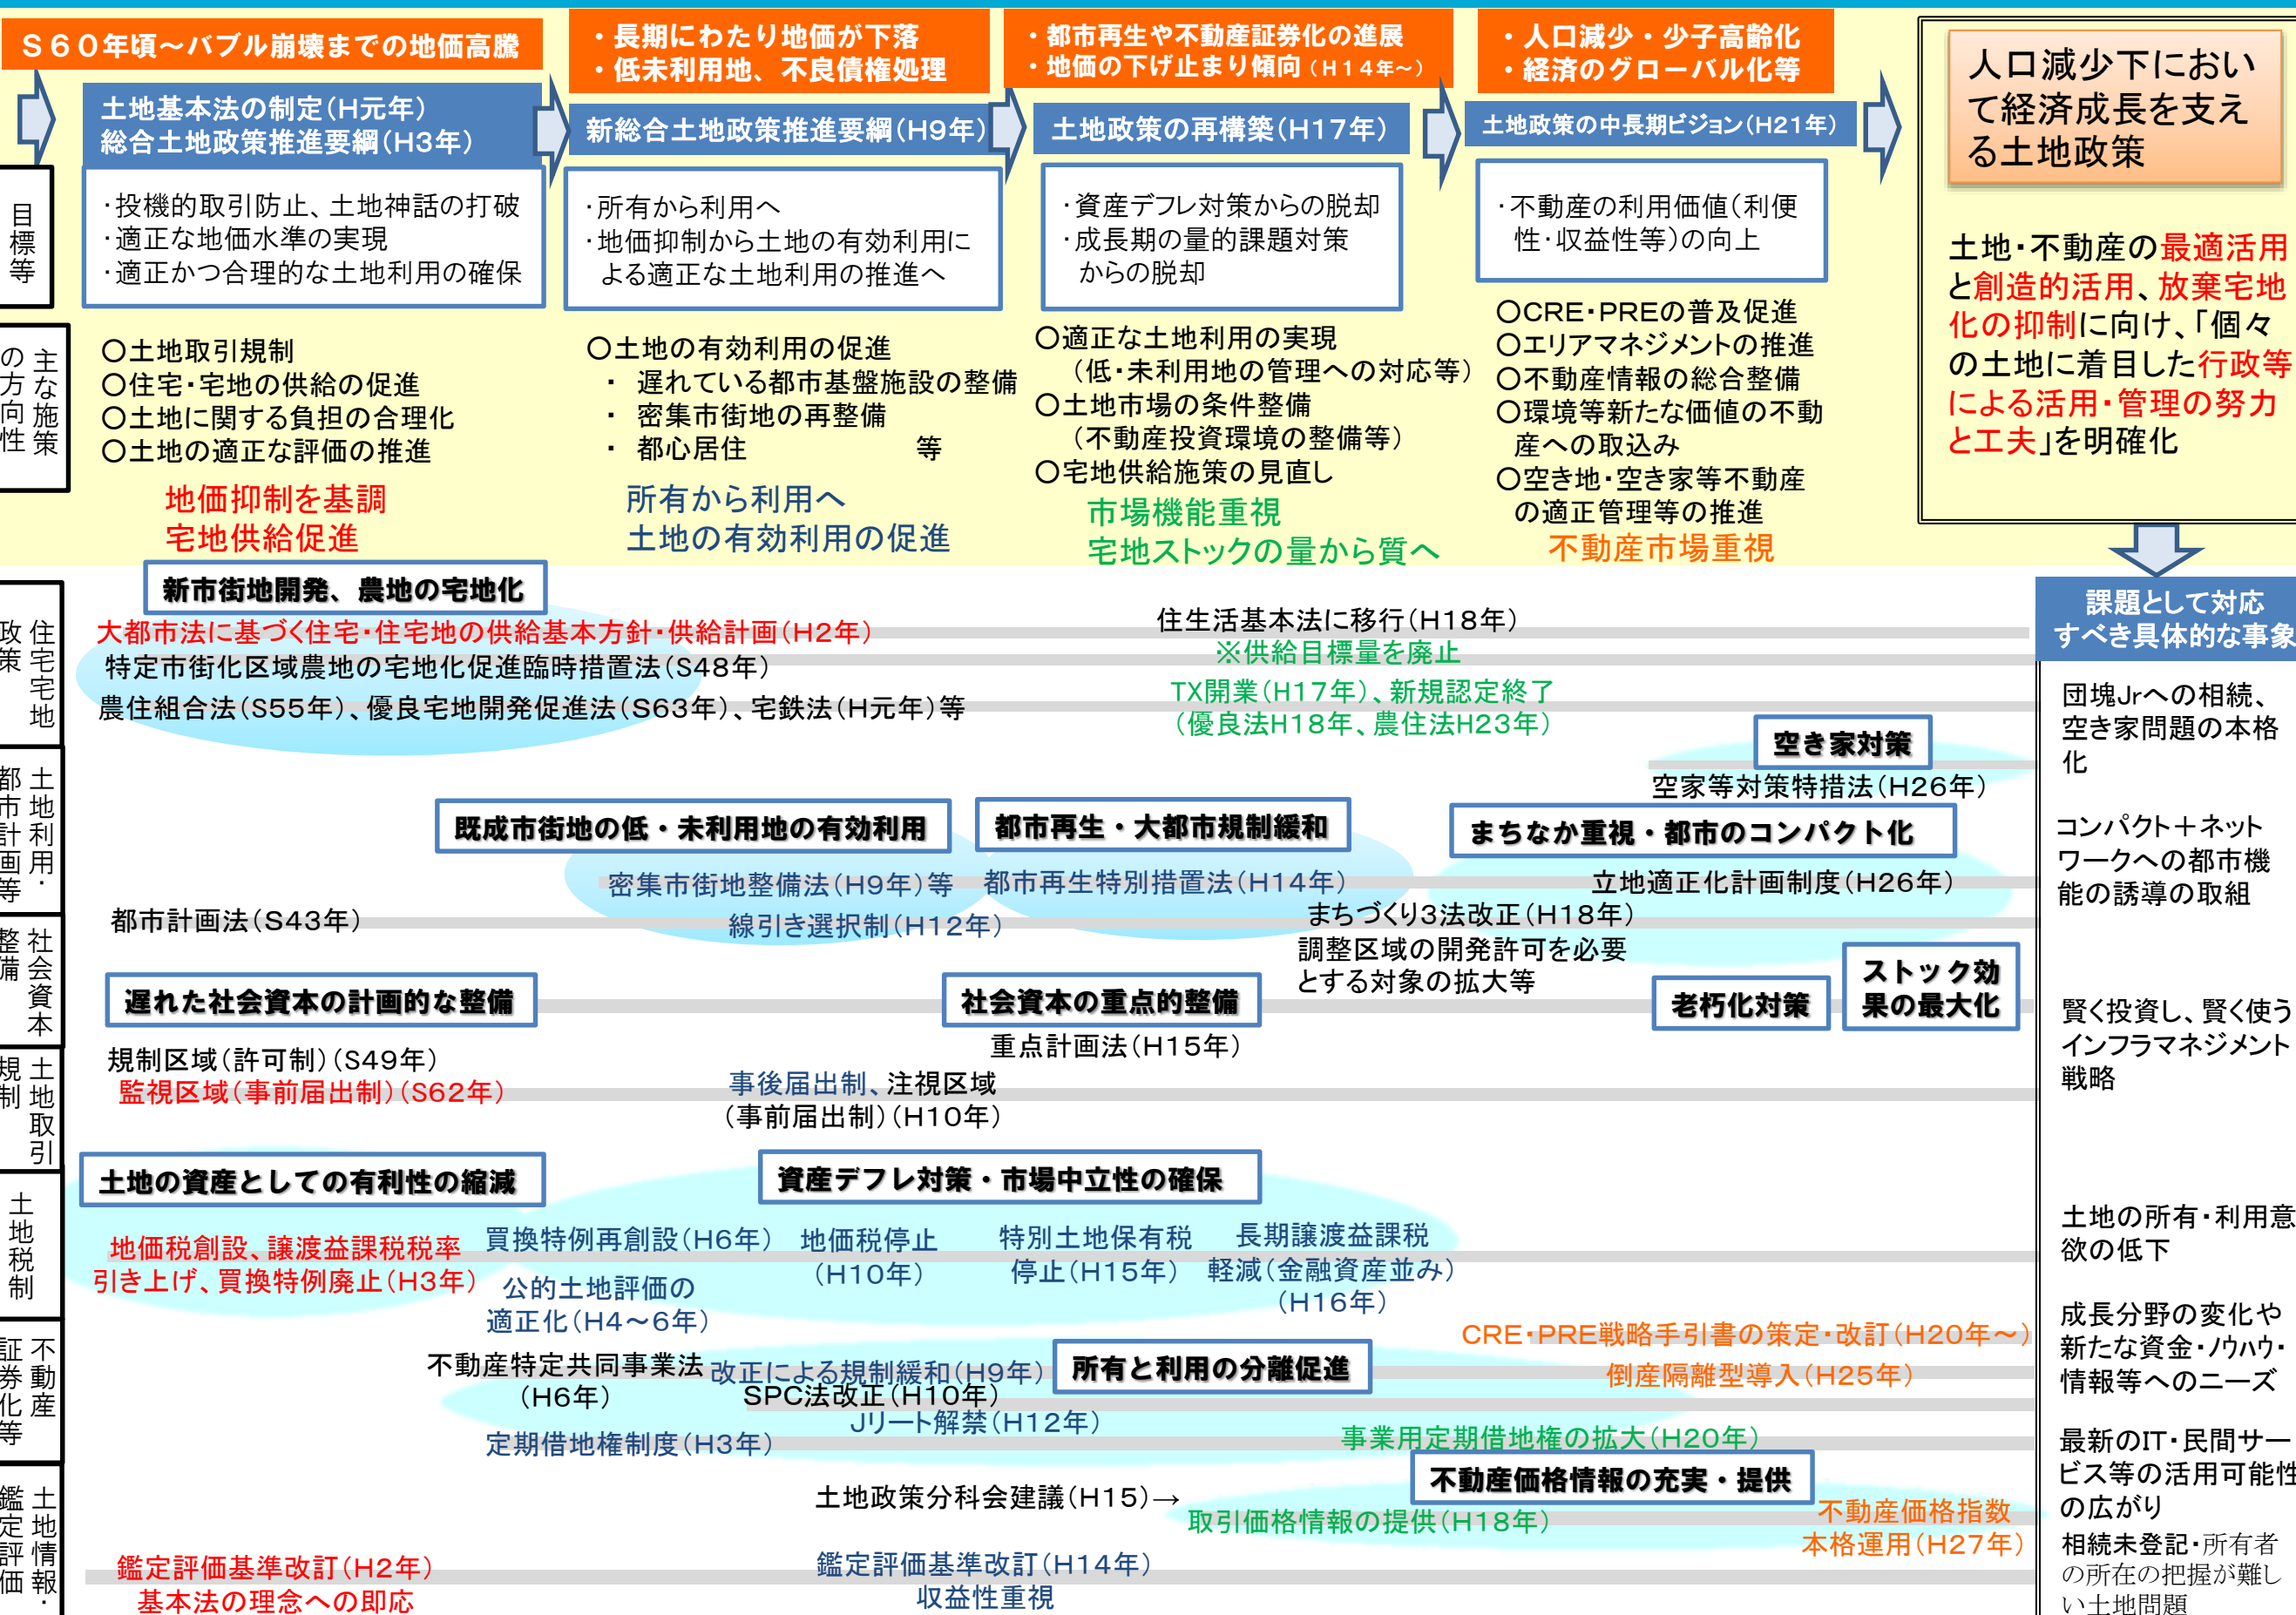 S60年頃～バブル崩壊までの地価高騰
・長期にわたり地価が下落
・低未利用地、不良債権処理
・都市再生や不動産証券化の進展
・地価の下げ止まり傾向（H14年～）
・人口減少・少子高齢化
・経済のグローバル化等
土地基本法の制定(H元年)
総合土地政策推進要綱(H3年)
新総合土地政策推進要綱(H9年)
土地政策の再構築(H17年)
土地政策の中長期ビジョン(H21年)
人口減少下におい
て経済成長を支え
る土地政策
目標等
・投機的取引防止、土地神話の打破
・適正な地価水準の実現
・適正かつ合理的な土地利用の確保
・所有から利用へ
・地価抑制から土地の有効利用に
よる適正な土地利用の推進へ
・資産デフレ対策からの脱却
・成長期の量的課題対策
からの脱却
・不動産の利用価値(利便
性・収益性等)の向上
土地・不動産の最適活用
と創造的活用、放棄宅地
化の抑制に向け、「個々
の土地に着目した行政等
による活用・管理の努力
と工夫」を明確化
主な施策
の方向性
○土地取引規制
○住宅・宅地の供給の促進
○土地に関する負担の合理化
○土地の適正な評価の推進
地価抑制を基調
宅地供給促進
○土地の有効利用の促進
・ 遅れている都市基盤施設の整備
・ 密集市街地の再整備
・ 都心居住 等
所有から利用へ
土地の有効利用の促進
○適正な土地利用の実現
(低・未利用地の管理への対応等)
○土地市場の条件整備
(不動産投資環境の整備等)
○宅地供給施策の見直し
市場機能重視
宅地ストックの量から質へ
○CRE・PREの普及促進
○エリアマネジメントの推進
○不動産情報の総合整備
○環境等新たな価値の不動
産への取込み
○空き地・空き家等不動産
の適正管理等の推進
不動産市場重視
課題として対応
すべき具体的な事象
住宅宅地
政策
新市街地開発、農地の宅地化
大都市法に基づく住宅・住宅地の供給基本方針・供給計画(H2年)
特定市街化区域農地の宅地化促進臨時措置法(S48年)
農住組合法(S55年)、優良宅地開発促進法(S63年)、宅鉄法(H元年)等
住生活基本法に移行(H18年)
※供給目標量を廃止
TX開業(H17年)、新規認定終了
(優良法H18年、農住法H23年)
空き家対策
空家等対策特措法(H26年)
団塊Jrへの相続、
空き家問題の本格
化
土地利用・
都市計画等
既成市街地の低・未利用地の有効利用
都市再生・大都市規制緩和
まちなか重視・都市のコンパクト化
密集市街地整備法(H9年)等
都市再生特別措置法(H14年)
立地適正化計画制度(H26年)
都市計画法(S43年)
線引き選択制(H12年)
まちづくり3法改正(H18年)
調整区域の開発許可を必要
とする対象の拡大等
コンパクト＋ネット
ワークへの都市機
能の誘導の取組
社会資本
整備
遅れた社会資本の計画的な整備
社会資本の重点的整備
重点計画法(H15年)
老朽化対策
ストック効
果の最大化
賢く投資し、賢く使う
インフラマネジメント
戦略
土地取引
規制
規制区域(許可制)(S49年)
監視区域(事前届出制)(S62年)
事後届出制、注視区域
(事前届出制)(H10年)
土地税制
土地の資産としての有利性の縮減
資産デフレ対策・市場中立性の確保
地価税創設、譲渡益課税税率
引き上げ、買換特例廃止(H3年)
買換特例再創設(H6年)
公的土地評価の
適正化(H4～6年)
地価税停止
(H10年)
特別土地保有税
停止(H15年)
長期譲渡益課税
軽減(金融資産並み)
(H16年)
土地の所有・利用意
欲の低下
不動産
証券化等
不動産特定共同事業法
(H6年)
改正による規制緩和(H9年)
SPC法改正(H10年)
Jリート解禁(H12年)
定期借地権制度(H3年)
所有と利用の分離促進
CRE・PRE戦略手引書の策定・改訂(H20年～)
倒産隔離型導入(H25年)
事業用定期借地権の拡大(H20年)
成長分野の変化や
新たな資金・ノウハウ・
情報等へのニーズ
土地情報・
鑑定評価
不動産価格情報の充実・提供
土地政策分科会建議(H15)→
取引価格情報の提供(H18年)
不動産価格指数
本格運用(H27年)
鑑定評価基準改訂(H2年)
基本法の理念への即応
鑑定評価基準改訂(H14年)
収益性重視
最新のIT・民間サー
ビス等の活用可能性
の広がり
相続未登記・所有者
の所在の把握が難し
い土地問題